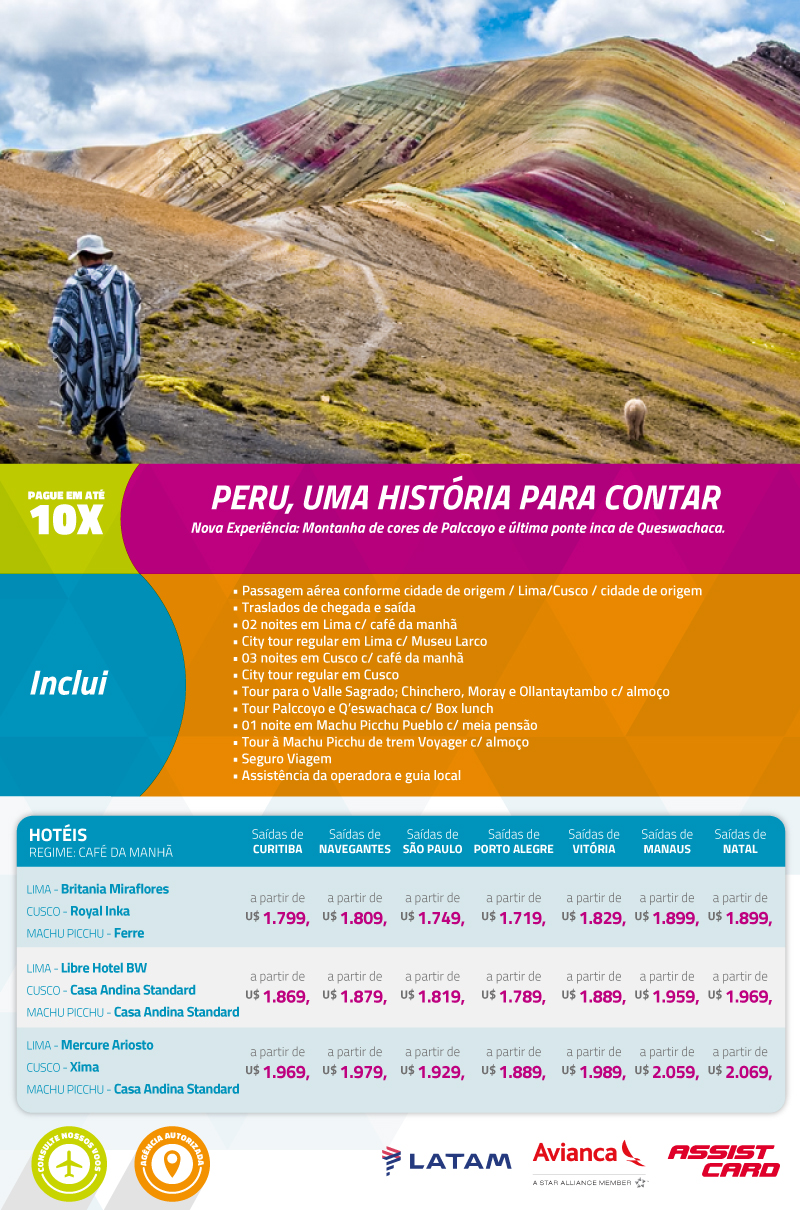 PAGUE EM ATÉ
10X
PERU, UMA HISTÓRIA PARA CONTAR
Nova Experiência: Montanha de cores de Palccoyo e última ponte inca de Queswachaca.
Inclui
• Passagem aérea conforme cidade de origem / Lima/Cusco / cidade de origem
• Traslados de chegada e saída
• 02 noites em Lima c/ café da manhã
• City tour regular em Lima c/ Museu Larco
• 03 noites em Cusco c/ café da manhã
• City tour regular em Cusco
• Tour para o Valle Sagrado; Chinchero, Moray e Ollantaytambo c/ almoço
• Tour Palccoyo e Q'eswachaca c/ Box lunch
• 01 noite em Machu Picchu Pueblo c/ meia pensão
• Tour à Machu Picchu de trem Voyager c/ almoço
• Seguro Viagem
• Assistência da operadora e guia local
HOTÉIS
REGIME: CAFÉ DA MANHÃ
Saídas de Saídas de Saídas de Saídas de Saídas de Saídas de Saídas de
CURITIBA NAVEGANTES SÃO PAULO PORTO ALEGRE VITÓRIA MANAUS NATAL
LIMA - Britania Miraflores
CUSCO - Royal Inka
MACHU PICCHU - Ferre
a partir de a partir de a partir de a partir de a partir de a partir de a partir de
U$ 1.799, U$ 1.809, U$ 1.749, U$ 1.719, U$ 1.829, U$ 1.899, U$ 1.899,
LIMA - Libre Hotel BW
CUSCO - Casa Andina Standard
MACHU PICCHU - Casa Andina Standard
a partir de a partir de a partir de a partir de a partir de a partir de a partir de
U$ 1.869, U$ 1.879, U$ 1.819, U$ 1.789, U$ 1.889, U$ 1.959, U$ 1.969,
LIMA - Mercure Ariosto
CUSCO - Xima
MACHU PICCHU - Casa Andina Standard
a partir de a partir de a partir de a partir de a partir de a partir de a partir de
U$ 1.969, U$ 1.979, U$ 1.929, U$ 1.889, U$ 1.989, U$ 2.059, U$ 2.069,
CONSULTE NOSSOS VOOS
AGÊNCIA AUTORIZADA
LATAM
Avianca
A STAR ALLIANCE MEMBER
ASSIST
CARD